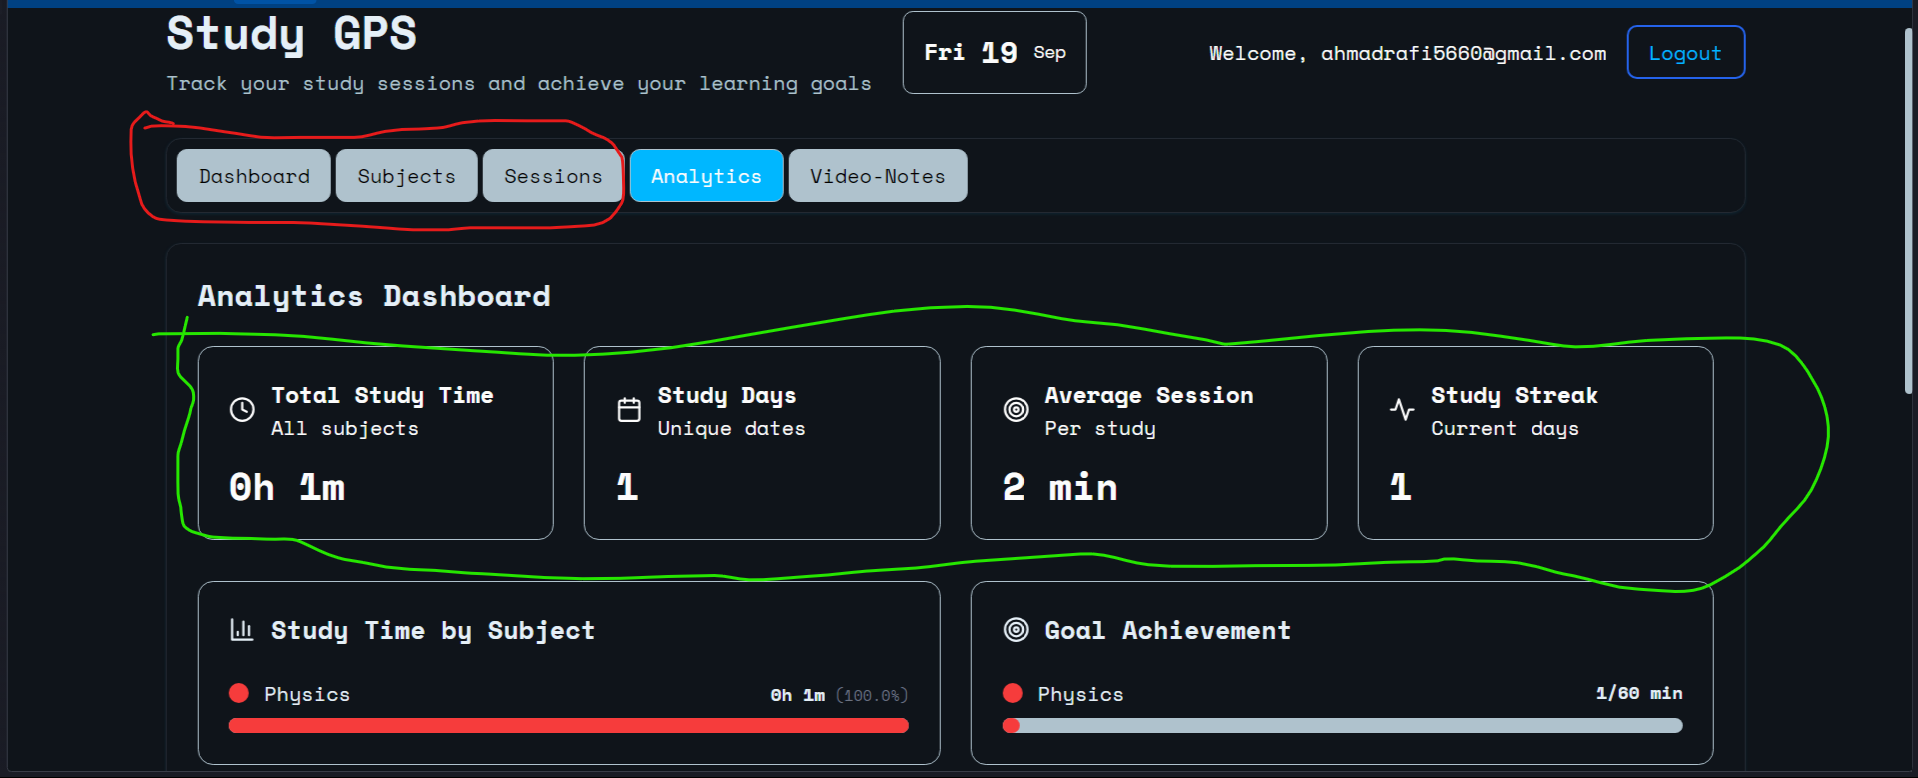 Study GPS
Track your study sessions and achieve your learning goals
Fri 19 Sep
Welcome, ahmadrafi5660@gmail.com
Logout
Dashboard Subjects Sessions Analytics Video-Notes
Analytics Dashboard
Total Study Time
All subjects
0h 1m
Study Days
Unique dates
1
Average Session
Per study
2 min
Study Streak
Current days
1
Study Time by Subject
Physics 0h 1m (100.0%)
Goal Achievement
Physics 1/60 min